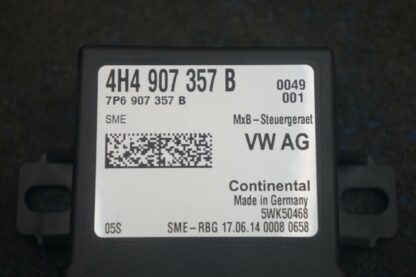 4H4 907 357 B 0049
7P6 907 357 B 001
SME MxB-Steuergeraet
VW AG
Continental
Made in Germany
5WK50468
05S SME-RBG 17.06.14 0008 0658